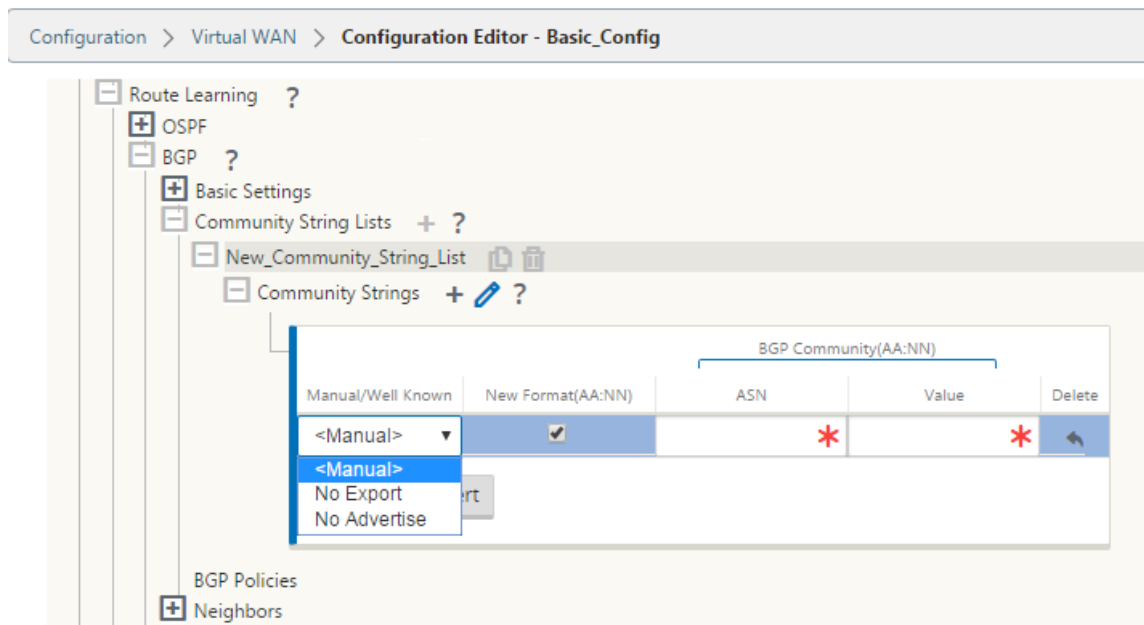 Configuration > Virtual WAN > Configuration Editor - Basic_Config
Route Learning ?
OSPF
BGP ?
Basic Settings
Community String Lists + ?
New_Community_String_List
Community Strings + ?
BGP Community(AA:NN)
Manual/Well Known New Format(AA:NN) ASN Value Delete
<Manual> ▼ * *
<Manual>
No Export
No Advertise
BGP Policies
Neighbors